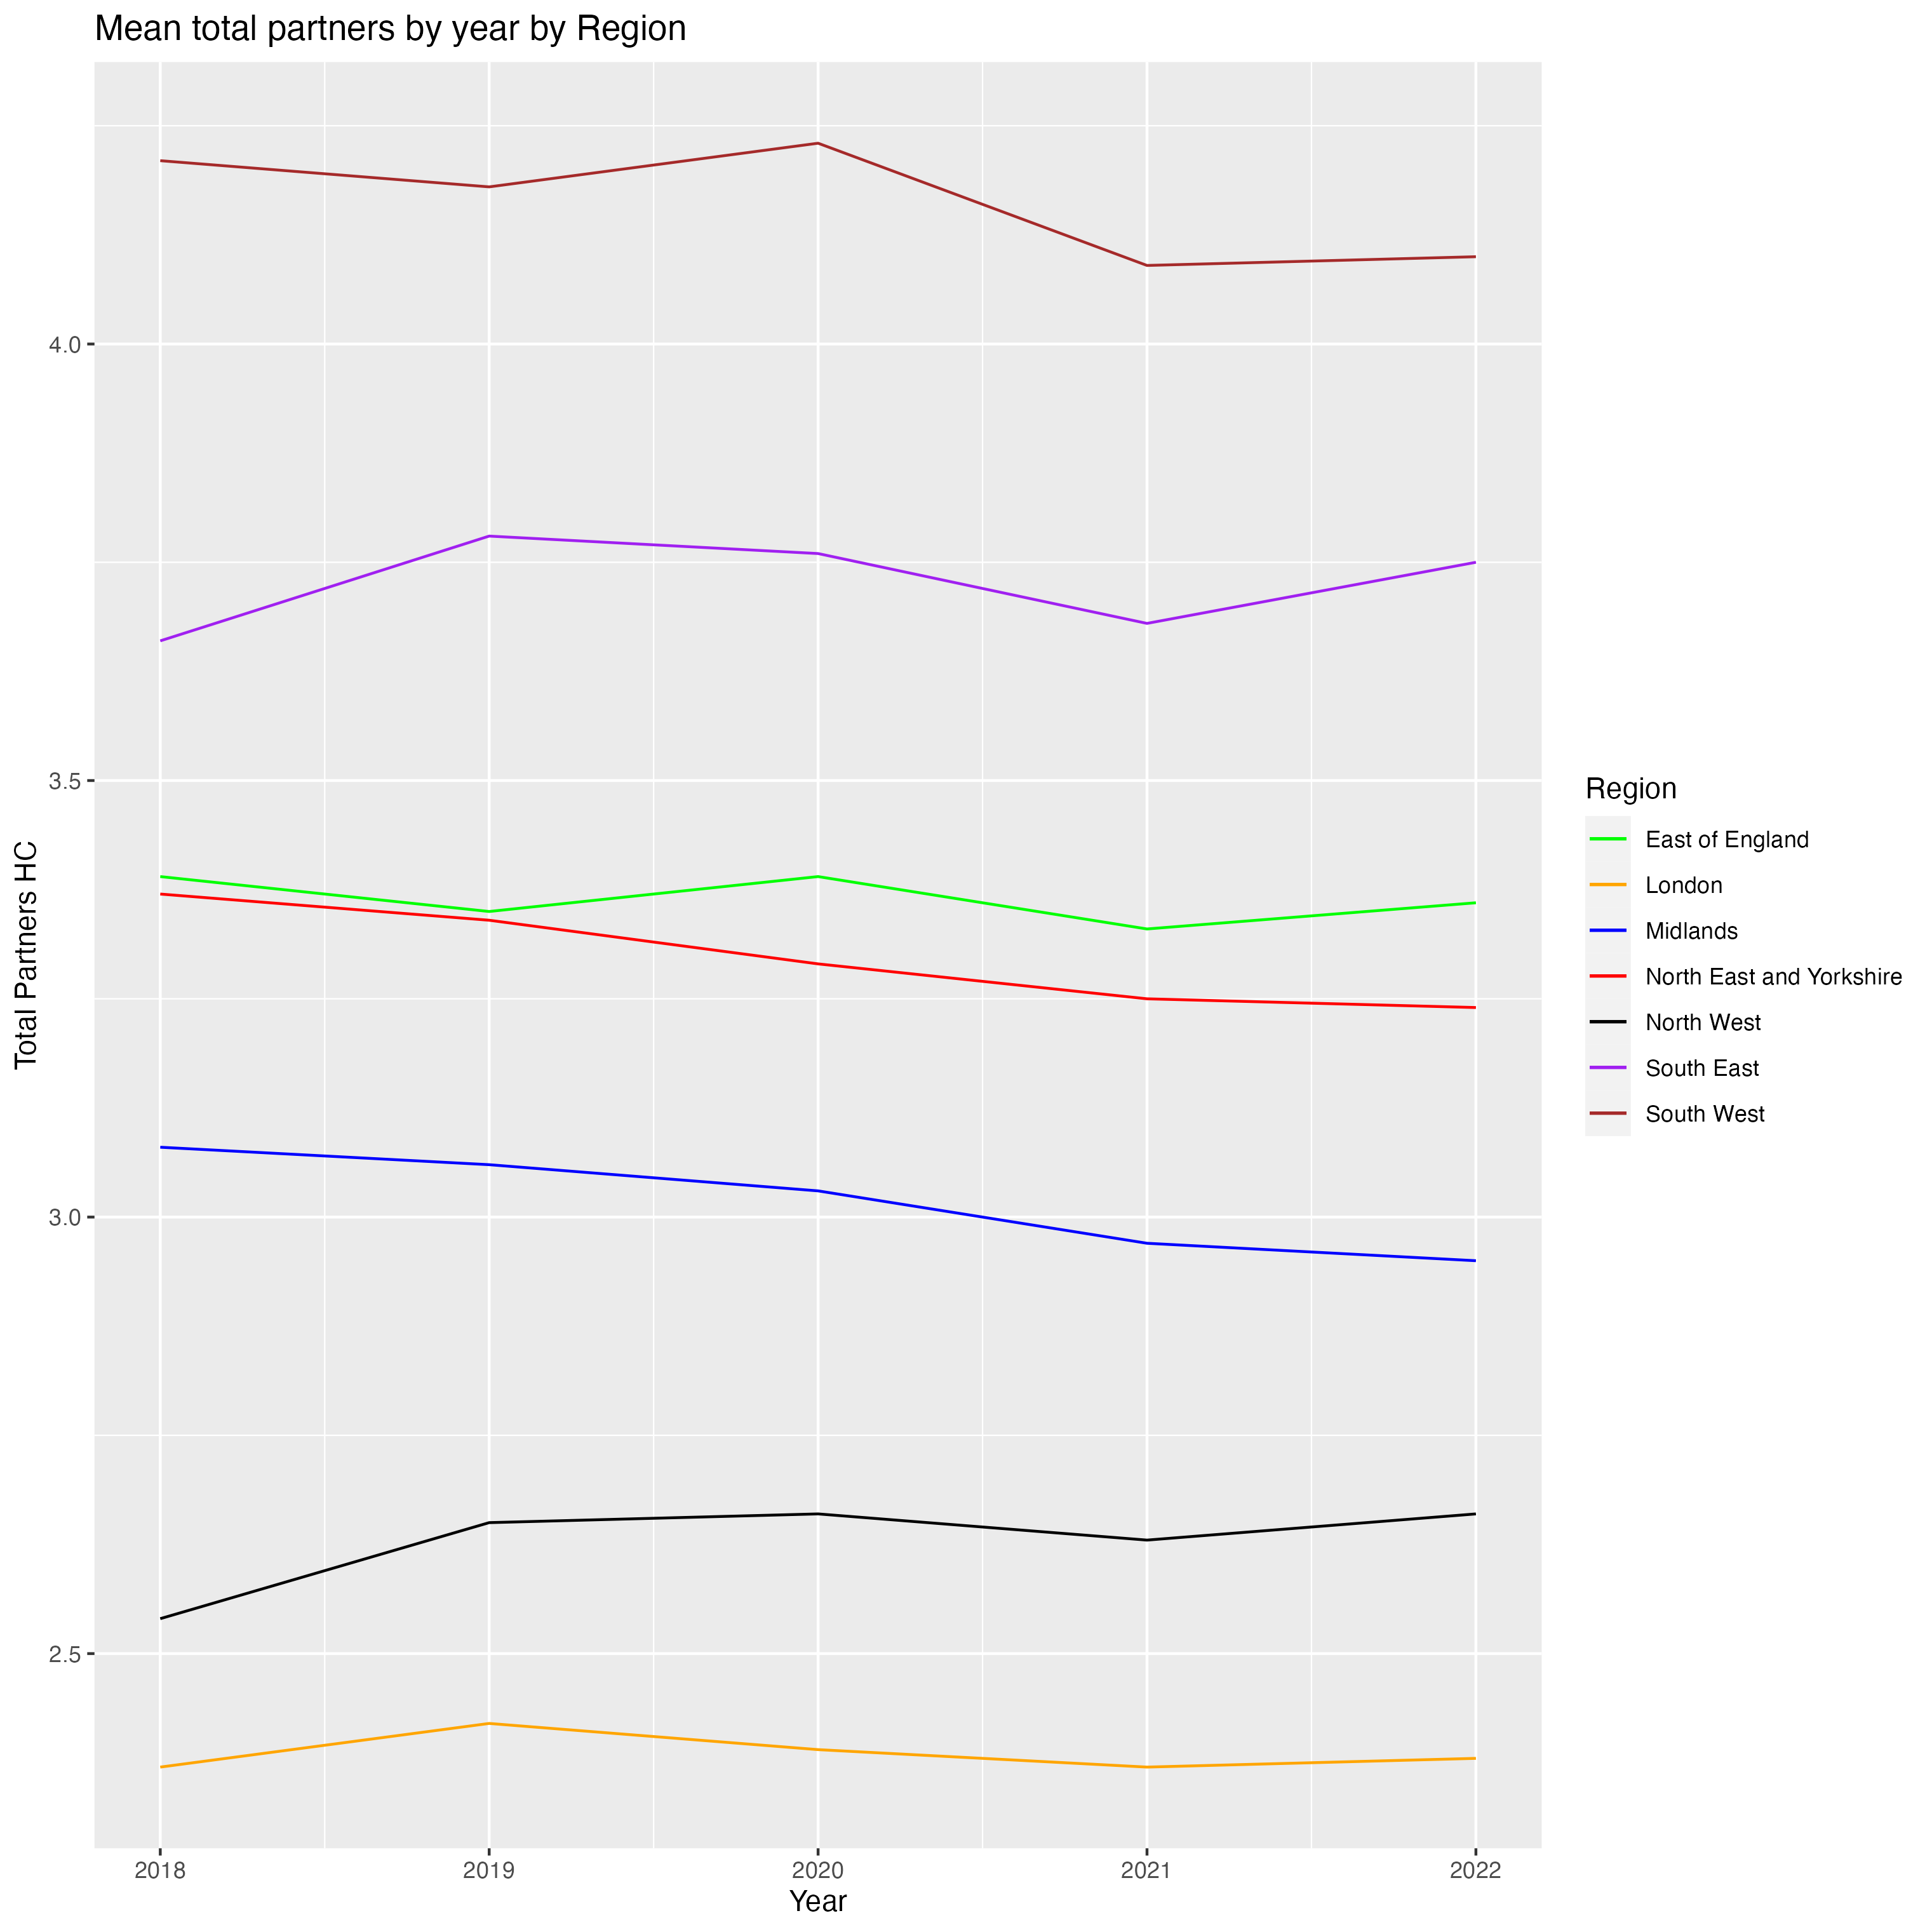 Mean total partners by year by Region
Total Partners HC
4.0
3.5
3.0
2.5
2018 2019 2020 2021 2022
Year
Region
East of England
London
Midlands
North East and Yorkshire
North West
South East
South West